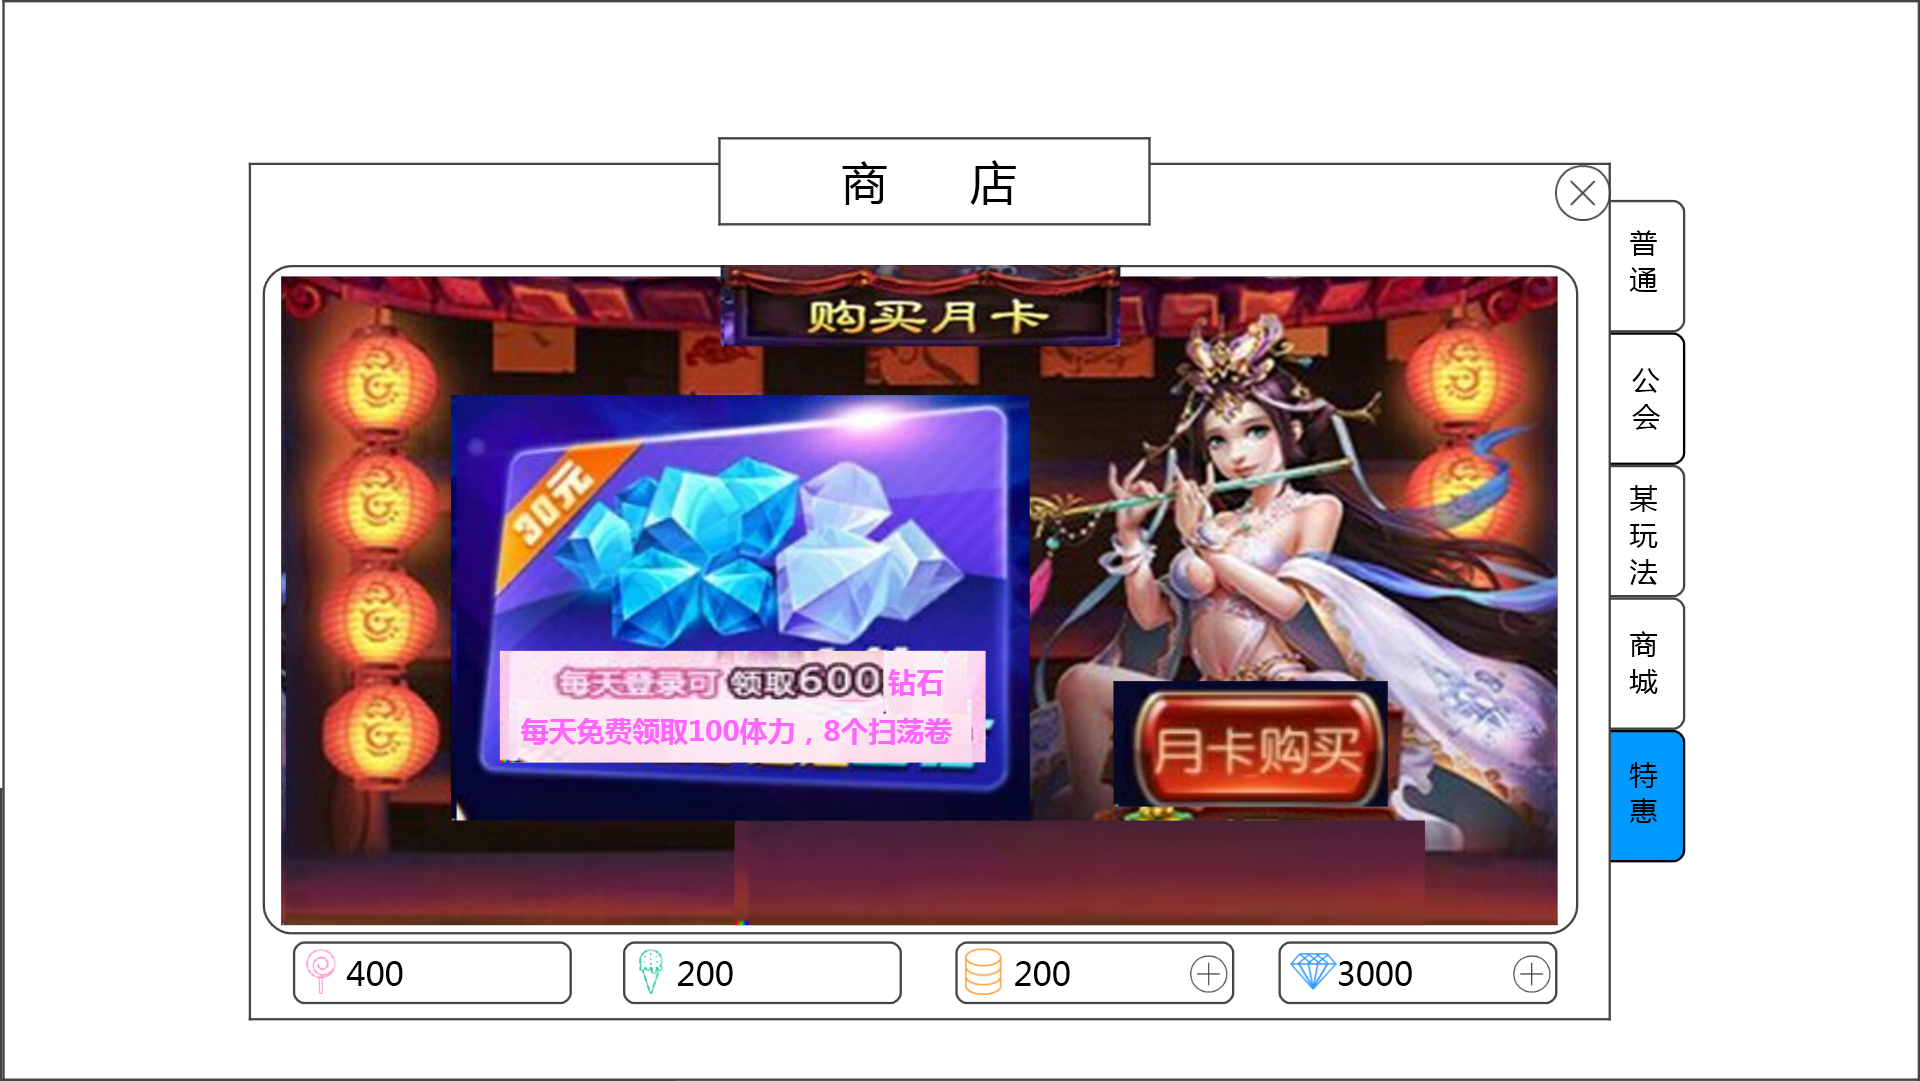 商 店
购买月卡
30元
每天登录可 领取600 钻石
每天免费领取100体力，8个扫荡卷
月卡购买
普通
公会
某玩法
商城
特惠
400
200
200
3000